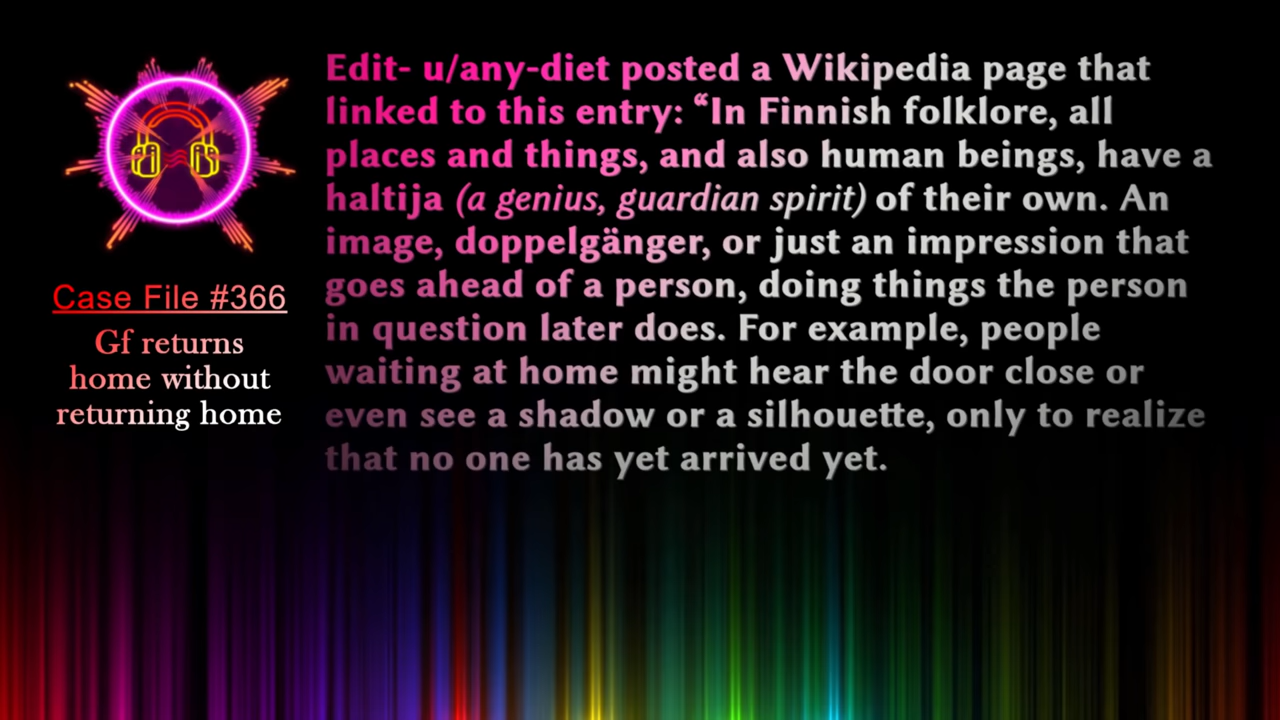 Case File #366
Gf returns
home without
returning home
Edit- u/any-diet posted a Wikipedia page that
linked to this entry: “In Finnish folklore, all
places and things, and also human beings, have a
haltija (a genius, guardian spirit) of their own. An
image, doppelgänger, or just an impression that
goes ahead of a person, doing things the person
in question later does. For example, people
waiting at home might hear the door close or
even see a shadow or a silhouette, only to realize
that no one has yet arrived yet.